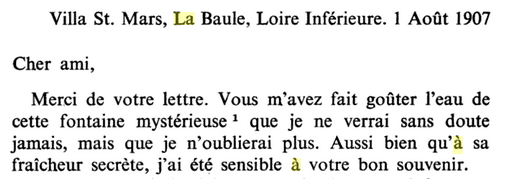 Villa St. Mars, La Baule, Loire Inférieure. 1 Août 1907
Cher ami,
Merci de votre lettre. Vous m'avez fait goûter l'eau de
cette fontaine mystérieuse ¹ que je ne verrai sans doute
jamais, mais que je n'oublierai plus. Aussi bien qu'à sa
fraîcheur secrète, j'ai été sensible à votre bon souvenir.